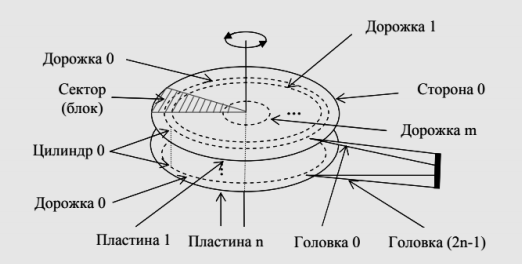 Дорожка 1
Дорожка 0
Сектор
(блок)
Сторона 0
Дорожка m
Цилиндр 0
Дорожка 0
Пластина 1
Пластина n
Головка 0
Головка (2n-1)